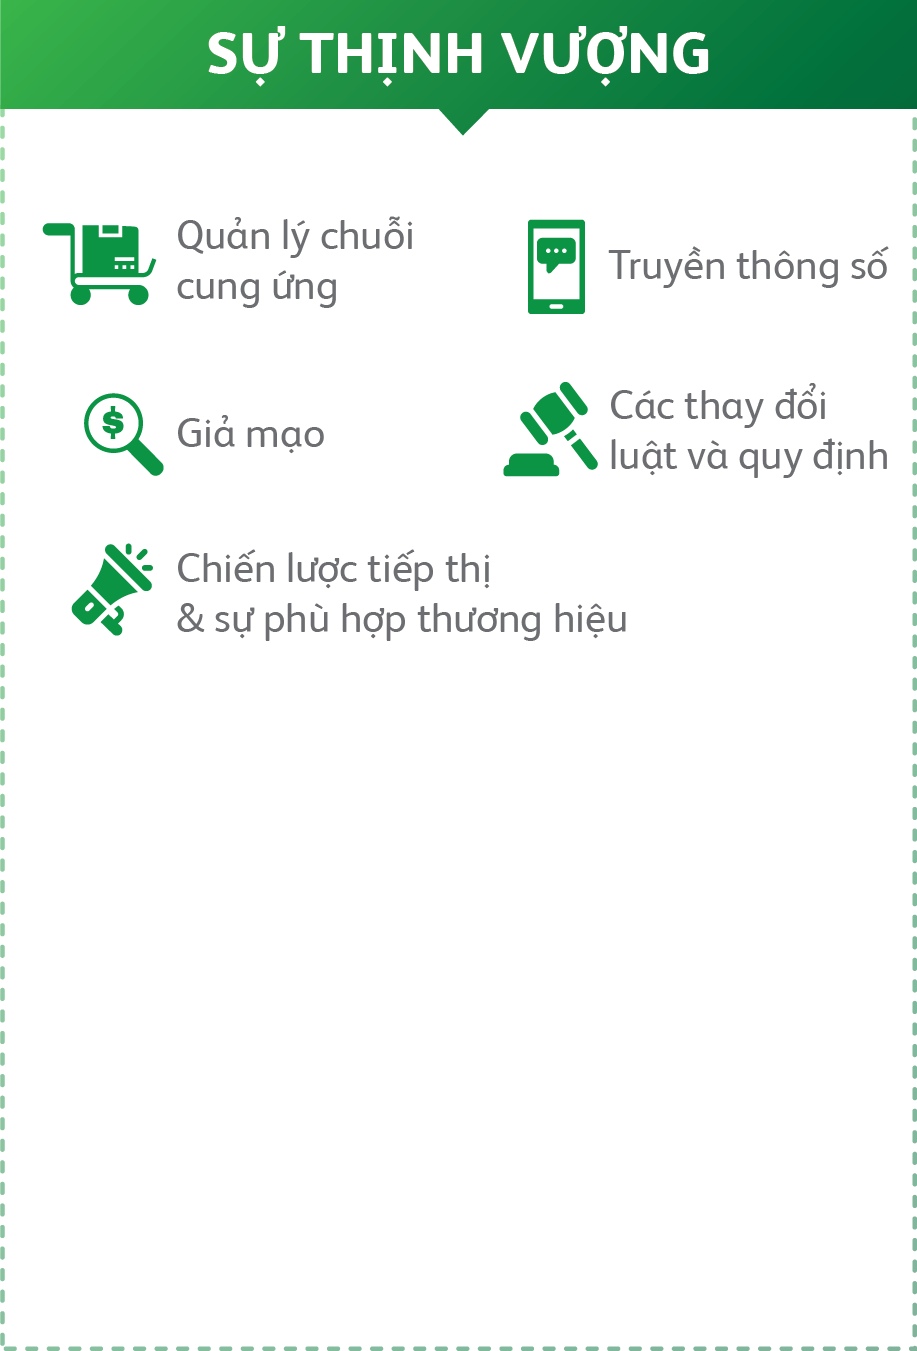 SỰ THỊNH VƯỢNG
Quản lý chuỗi
cung ứng
Truyền thông số
Giả mạo
Các thay đổi
luật và quy định
Chiến lược tiếp thị
& sự phù hợp thương hiệu